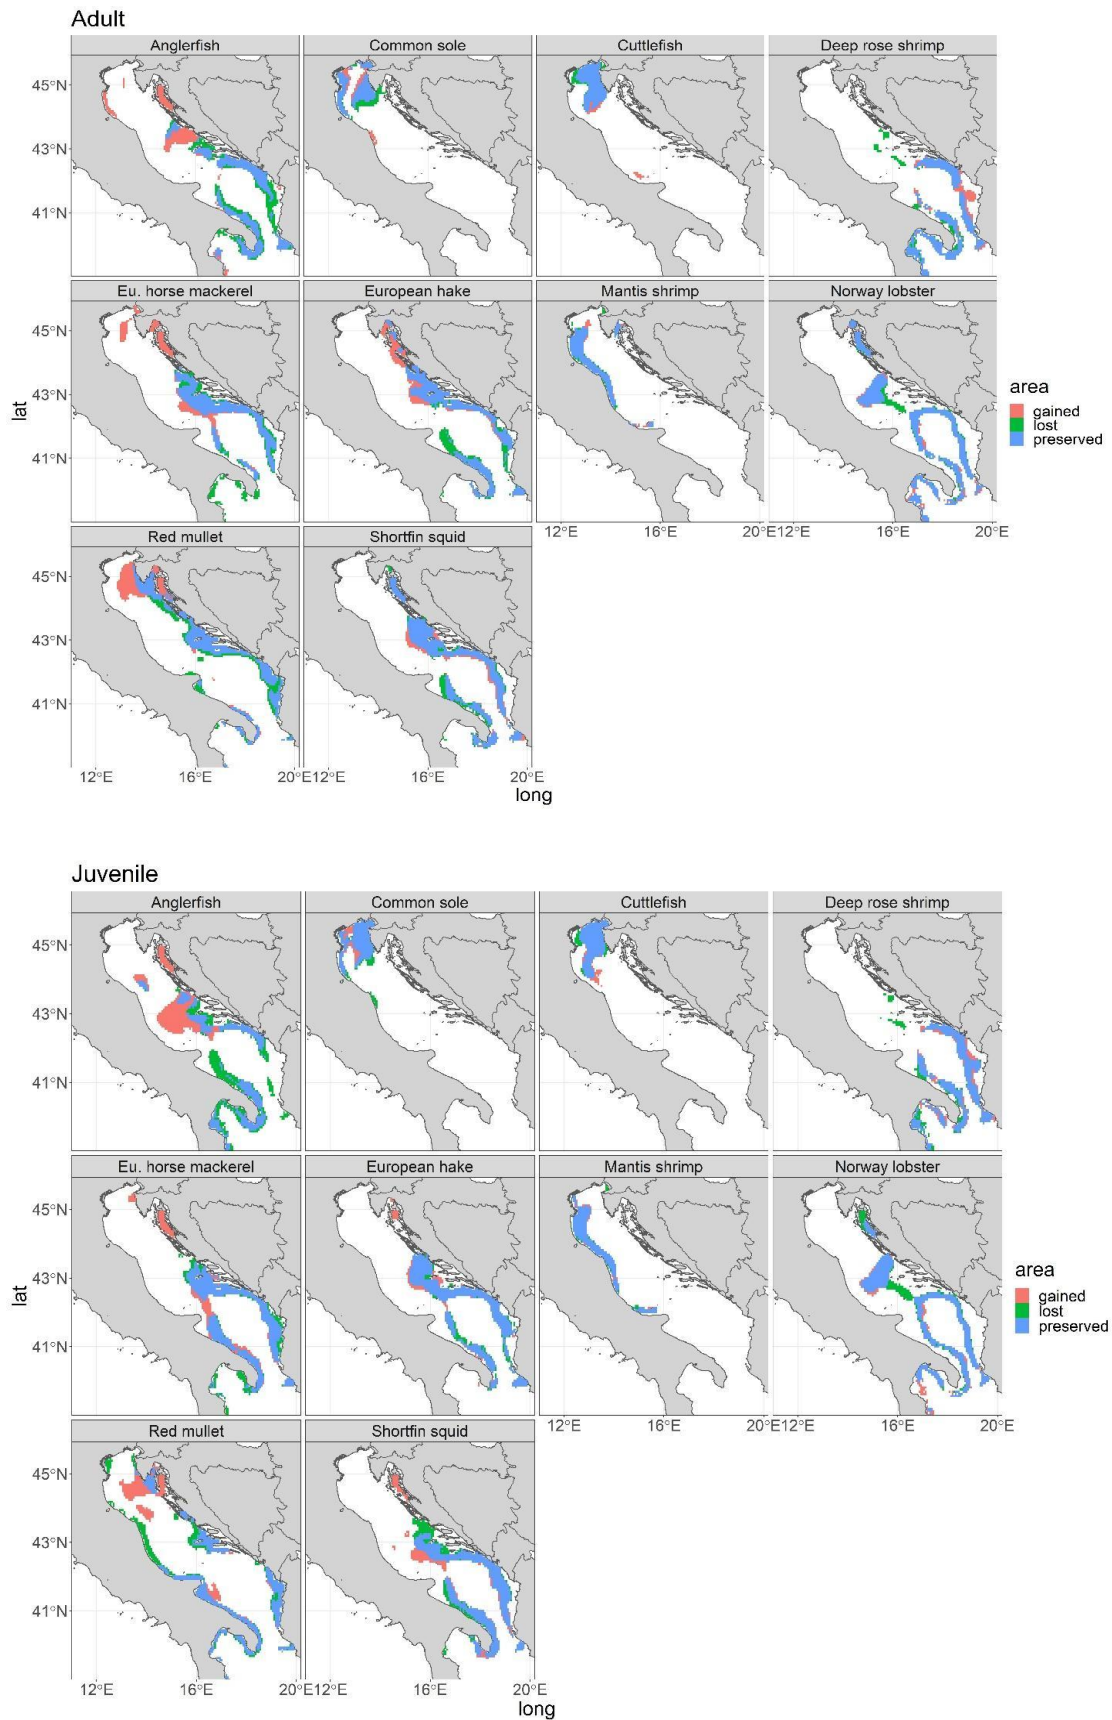 Adult
Anglerfish Common sole Cuttlefish Deep rose shrimp
45°N
43°N
41°N
Eu. horse mackerel European hake Mantis shrimp Norway lobster
45°N
43°N
41°N
12°E 16°E 20°E 12°E 16°E 20°E
Red mullet Shortfin squid
45°N
43°N
41°N
12°E 16°E 20°E 12°E 16°E 20°E
long
lat
area
gained
lost
preserved
Juvenile
Anglerfish Common sole Cuttlefish Deep rose shrimp
45°N
43°N
41°N
Eu. horse mackerel European hake Mantis shrimp Norway lobster
45°N
43°N
41°N
12°E 16°E 20°E 12°E 16°E 20°E
Red mullet Shortfin squid
45°N
43°N
41°N
12°E 16°E 20°E 12°E 16°E 20°E
long
lat
area
gained
lost
preserved